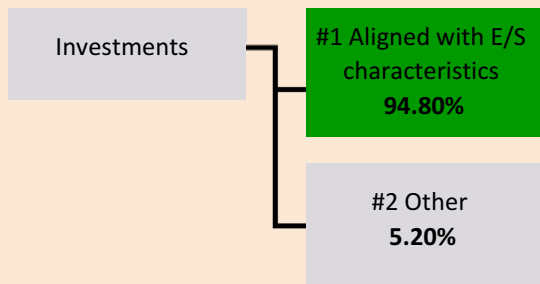 Investments
#1 Aligned with E/S
characteristics
94.80%
#2 Other
5.20%